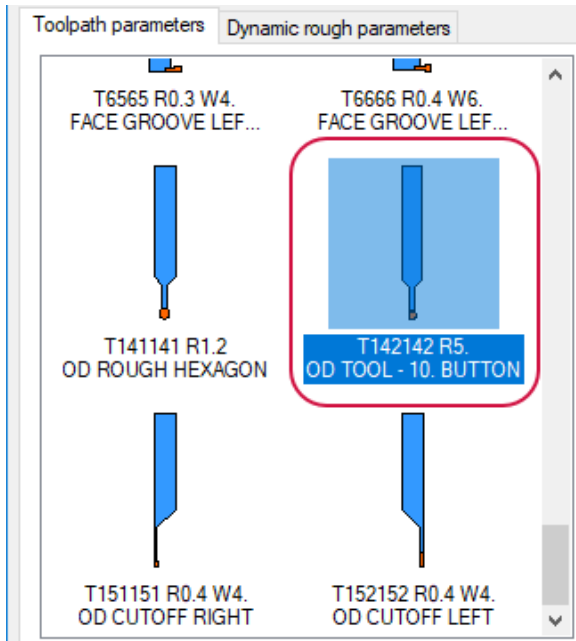 Toolpath parameters
Dynamic rough parameters
T6565 R0.3 W4.
FACE GROOVE LEF...
T6666 R0.4 W6.
FACE GROOVE LEF...
T141141 R1.2
OD ROUGH HEXAGON
T142142 R5.
OD TOOL - 10. BUTTON
T151151 R0.4 W4.
OD CUTOFF RIGHT
T152152 R0.4 W4.
OD CUTOFF LEFT